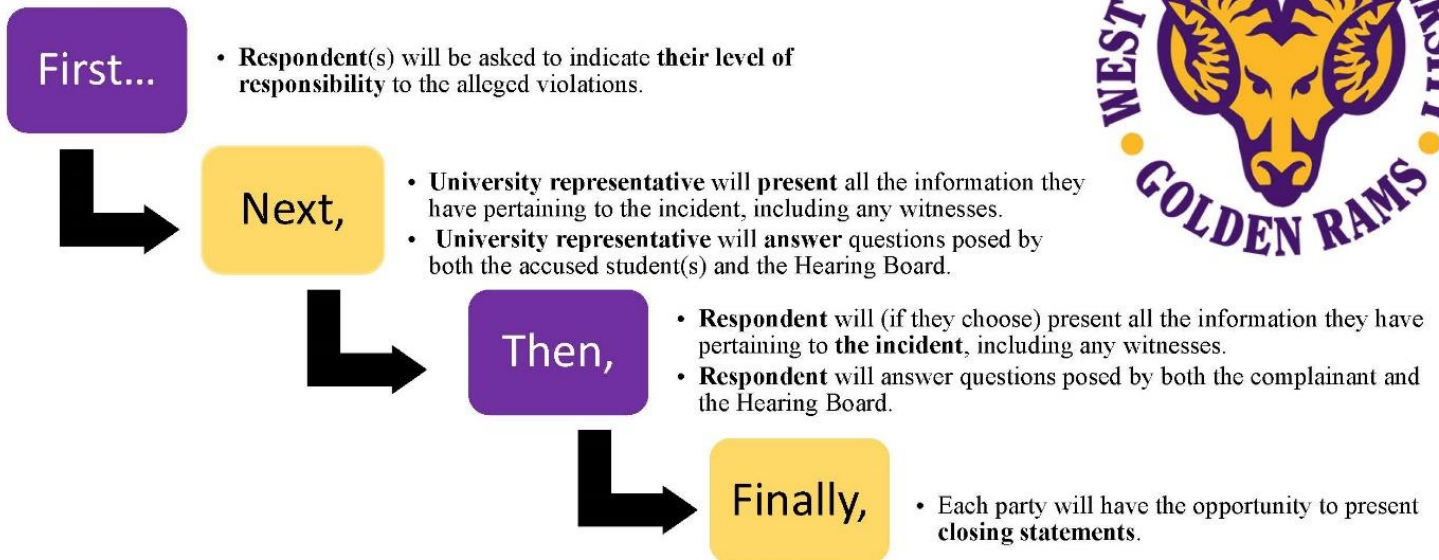 First...
• Respondent(s) will be asked to indicate their level of
responsibility to the alleged violations.
Next,
• University representative will present all the information they
have pertaining to the incident, including any witnesses.
• University representative will answer questions posed by
both the accused student(s) and the Hearing Board.
Then,
• Respondent will (if they choose) present all the information they have
pertaining to the incident, including any witnesses.
• Respondent will answer questions posed by both the complainant and
the Hearing Board.
Finally,
• Each party will have the opportunity to present
closing statements.
WEST
GOLDEN RAMS